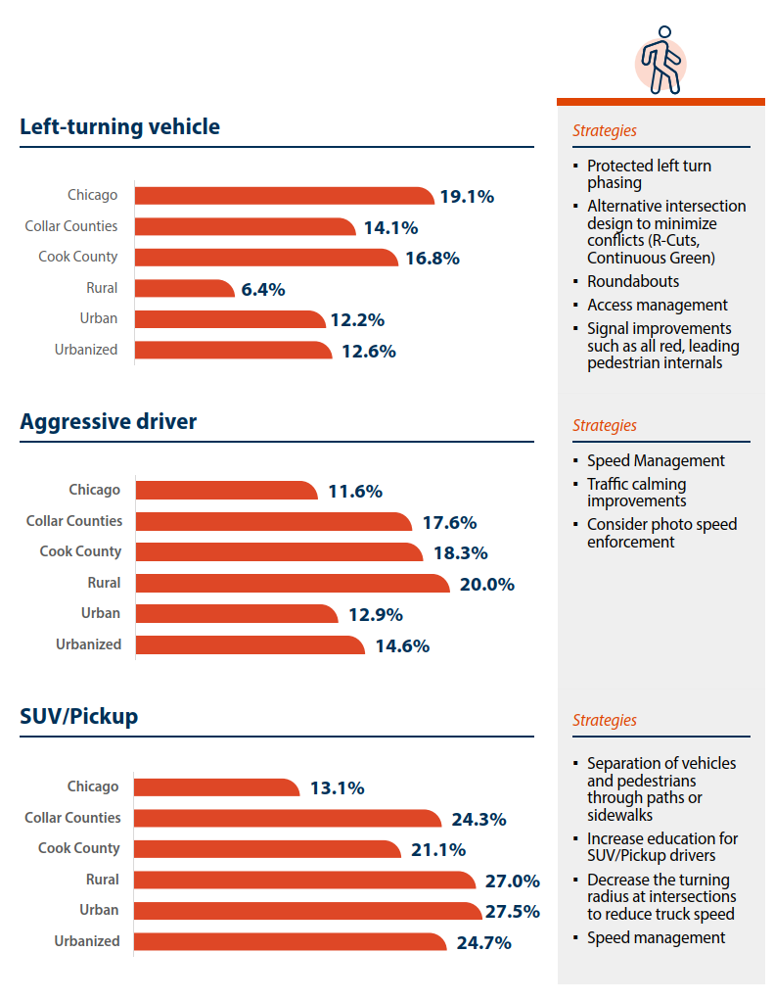 Left-turning vehicle
Chicago 19.1%
Collar Counties 14.1%
Cook County 16.8%
Rural 6.4%
Urban 12.2%
Urbanized 12.6%
Strategies
▪ Protected left turn
phasing
▪ Alternative intersection
design to minimize
conflicts (R-Cuts,
Continuous Green)
▪ Roundabouts
▪ Access management
▪ Signal improvements
such as all red, leading
pedestrian internals
Aggressive driver
Chicago 11.6%
Collar Counties 17.6%
Cook County 18.3%
Rural 20.0%
Urban 12.9%
Urbanized 14.6%
Strategies
▪ Speed Management
▪ Traffic calming
improvements
▪ Consider photo speed
enforcement
SUV/Pickup
Chicago 13.1%
Collar Counties 24.3%
Cook County 21.1%
Rural 27.0%
Urban 27.5%
Urbanized 24.7%
Strategies
▪ Separation of vehicles
and pedestrians
through paths or
sidewalks
▪ Increase education for
SUV/Pickup drivers
▪ Decrease the turning
radius at intersections
to reduce truck speed
▪ Speed management